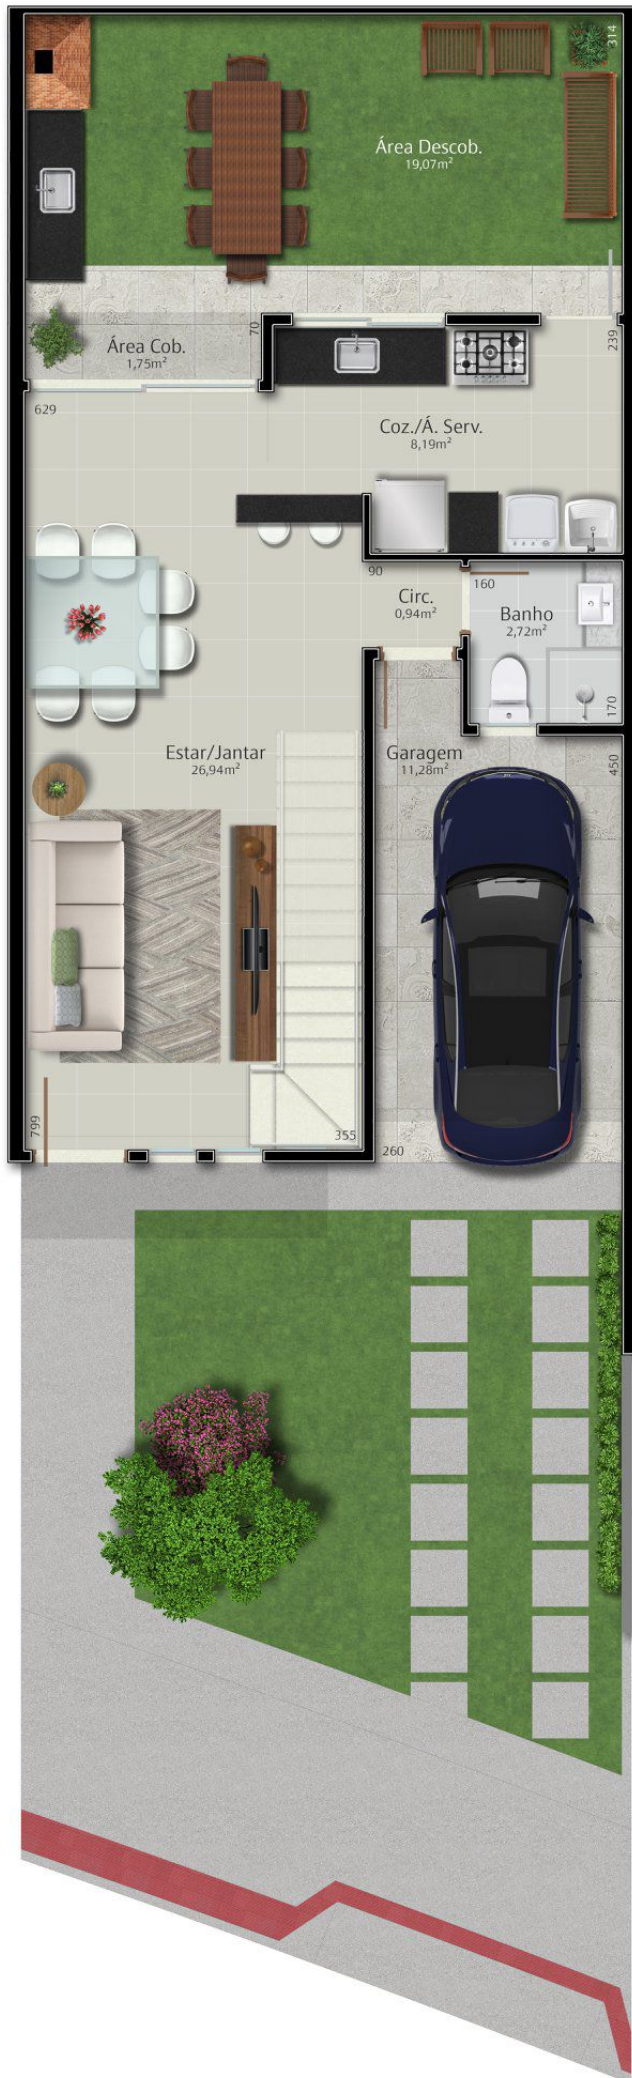 314
Área Descob.
19,07m²
70
239
Área Cob.
1,75m²
629
Coz./Á. Serv.
8,19m²
90
160
Circ.
0,94m²
Banho
2,72m²
170
Estar/Jantar
26,94m²
Garagem
11,28m²
450
799
355
260